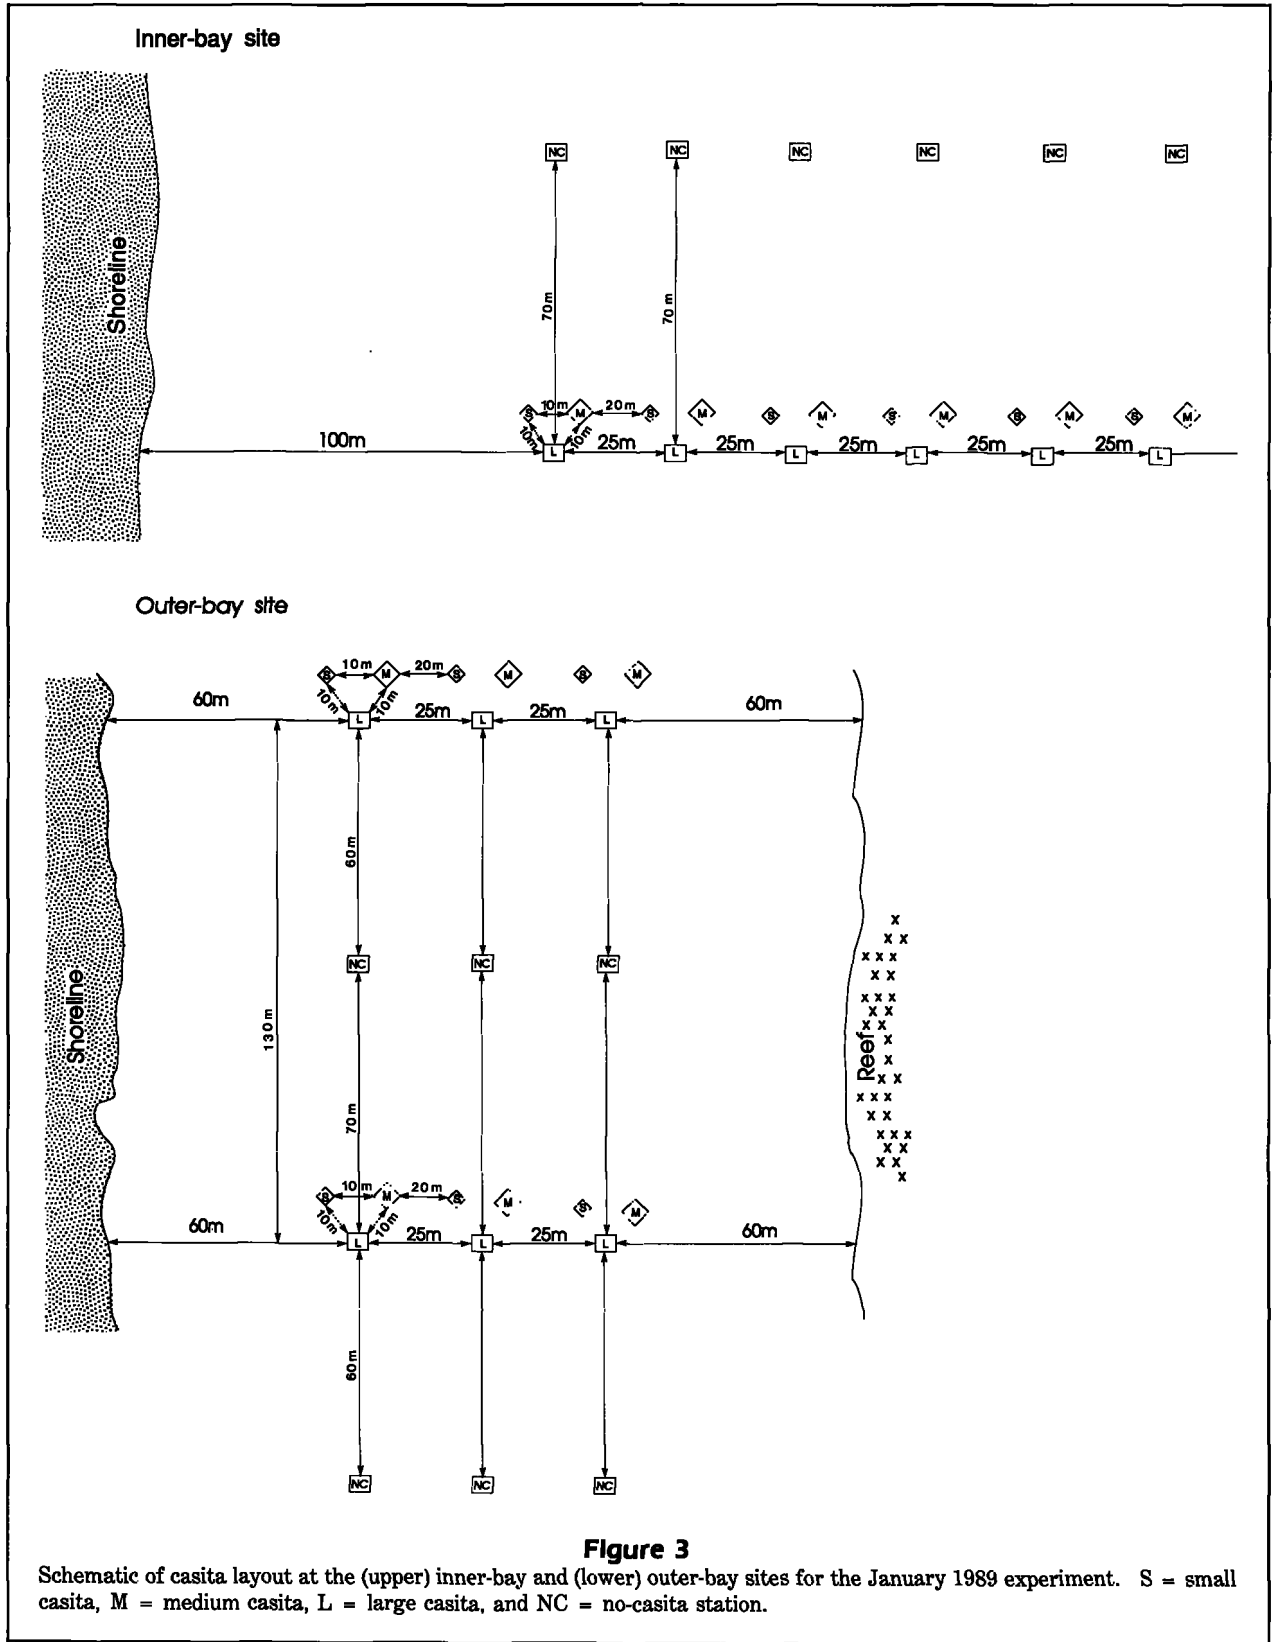 Inner-bay site
NC NC NC NC NC NC
Shoreline
70m 70m
S 10m M 20m S M S M S M S M S M
10m 10m
100m L 25m L 25m L 25m L 25m L 25m L
Outer-bay site
S 10m M 20m S M S M
10m 10m
60m L 25m L 25m L 60m
60m
NC NC NC
Shoreline
130m
Reef
x
x x
x x x
x x
x x x
x x
x x
x
x
x x
x x x
x x
x x x
x x
x x
x
70m
S 10m M 20m S M S M
10m 10m
60m L 25m L 25m L 60m
60m
NC NC NC
Figure 3
Schematic of casita layout at the (upper) inner-bay and (lower) outer-bay sites for the January 1989 experiment. S = small
casita, M = medium casita, L = large casita, and NC = no-casita station.